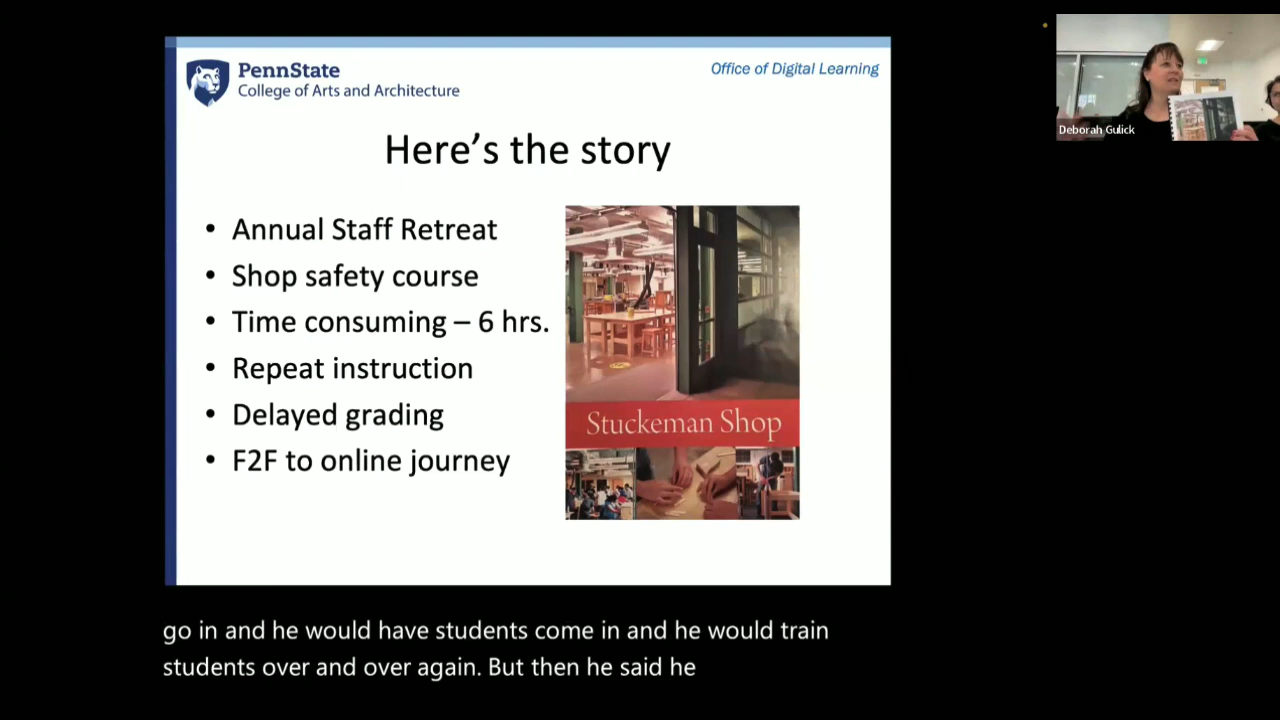 PennState
College of Arts and Architecture
Office of Digital Learning
Here's the story
• Annual Staff Retreat
• Shop safety course
• Time consuming – 6 hrs.
• Repeat instruction
• Delayed grading
• F2F to online journey
Stuckeman Shop
Deborah Gulick
go in and he would have students come in and he would train
students over and over again. But then he said he